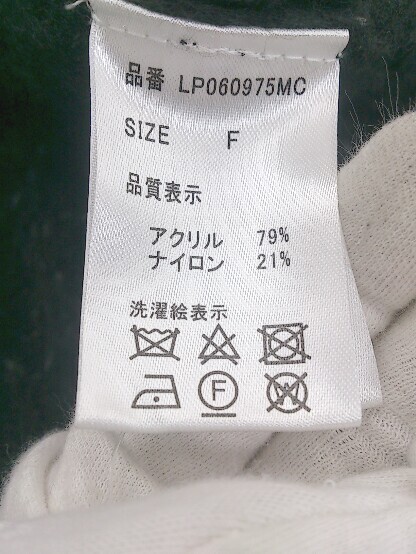 品番 LP060975MC
SIZE F
品質表示
アクリル 79%
ナイロン 21%
洗濯絵表示
F
W